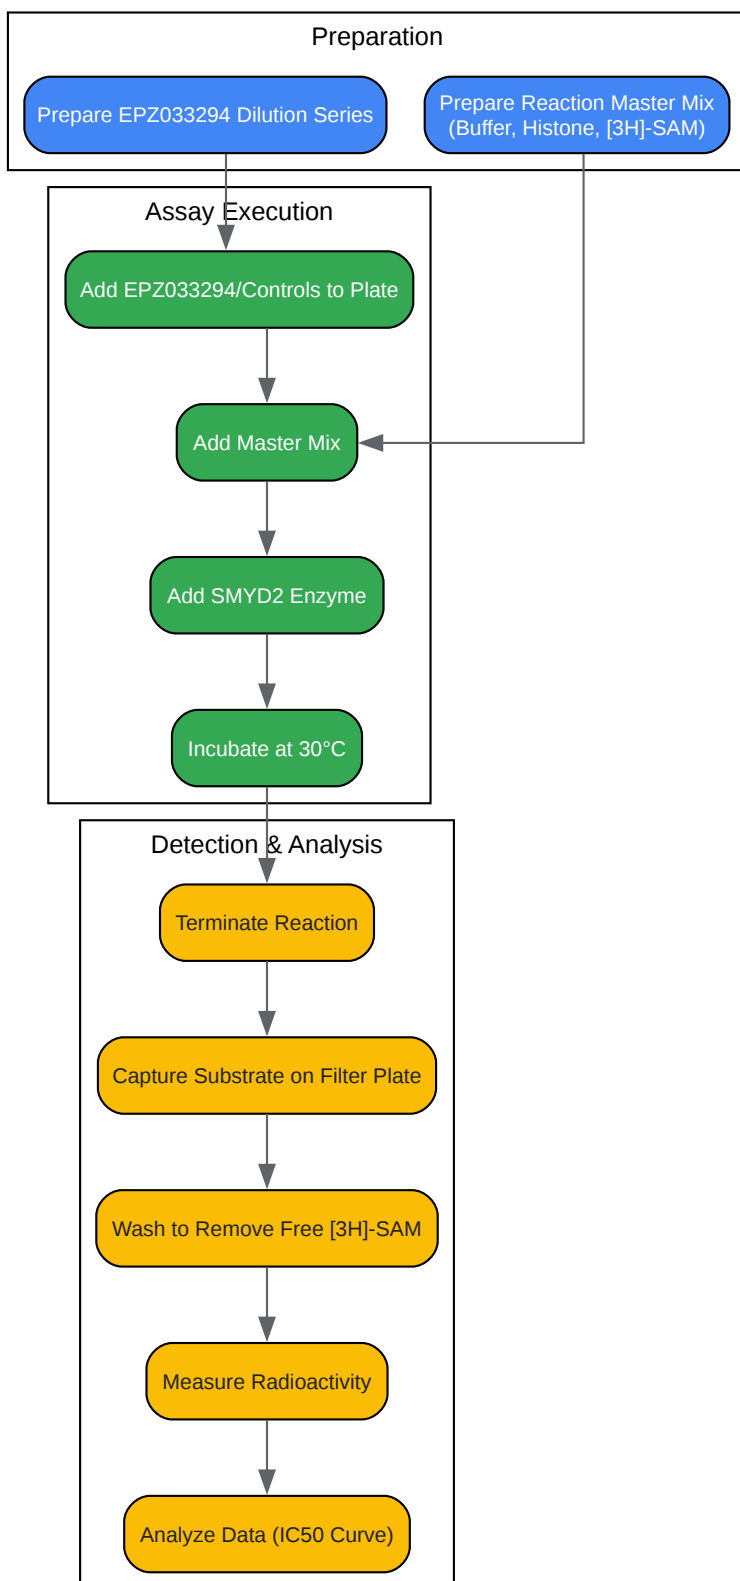 Preparation
Prepare EPZ033294 Dilution Series
Prepare Reaction Master Mix
(Buffer, Histone, [3H]-SAM)
Assay Execution
Add EPZ033294/Controls to Plate
Add Master Mix
Add SMYD2 Enzyme
Incubate at 30°C
Detection & Analysis
Terminate Reaction
Capture Substrate on Filter Plate
Wash to Remove Free [3H]-SAM
Measure Radioactivity
Analyze Data (IC50 Curve)